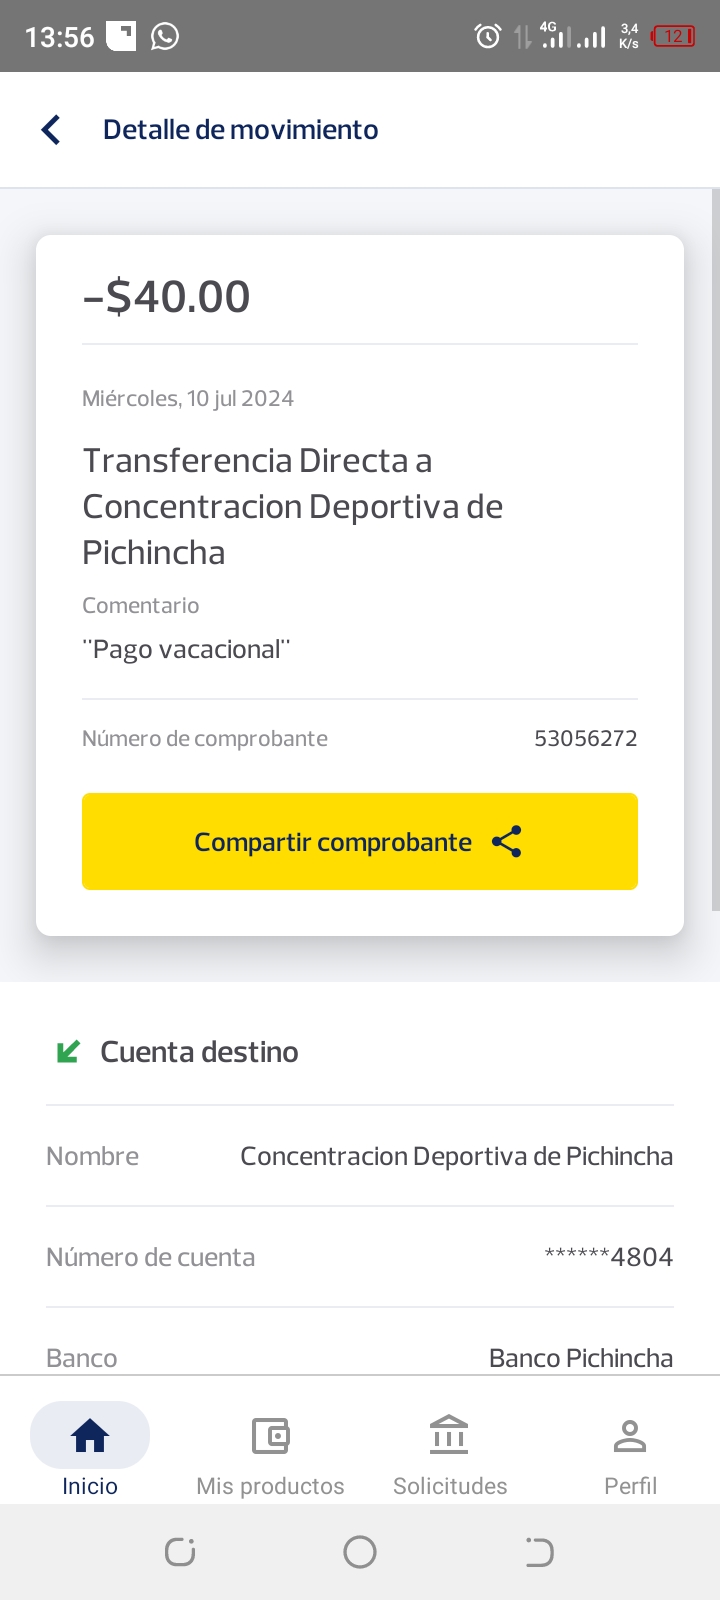 13:56
4G
3,4
K/s
12
Detalle de movimiento
-$40.00
Miércoles, 10 jul 2024
Transferencia Directa a
Concentracion Deportiva de
Pichincha
Comentario
¨Pago vacacional¨
Número de comprobante 53056272
Compartir comprobante
Cuenta destino
Nombre Concentracion Deportiva de Pichincha
Número de cuenta ******4804
Banco Banco Pichincha
Inicio Mis productos Solicitudes Perfil